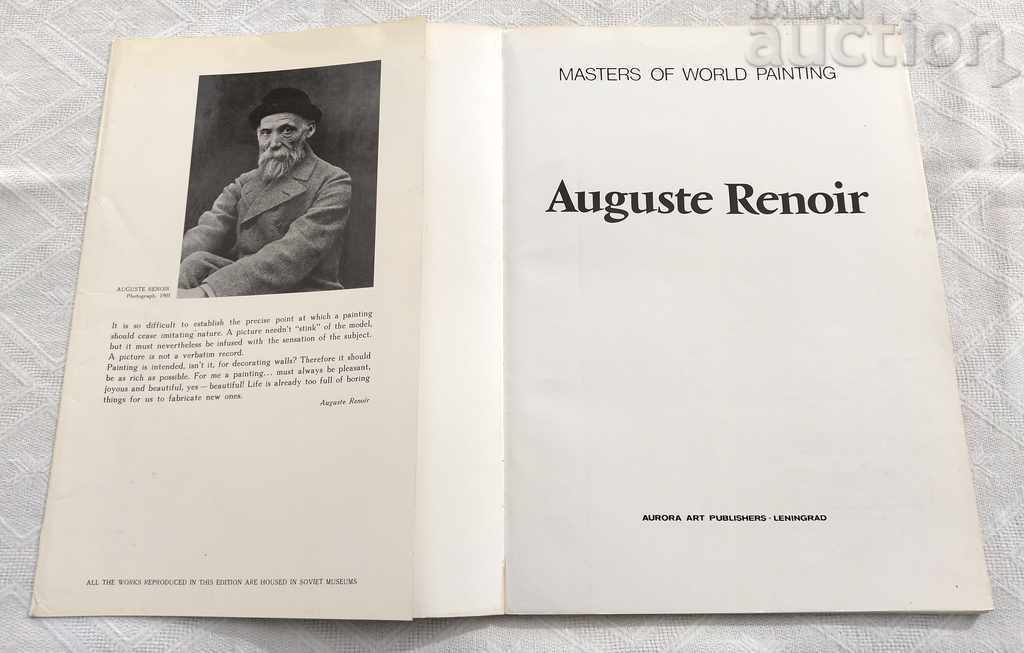 BALKAN
auction
AUGUSTE RENOIR
Photograph. 1901
It is so difficult to establish the precise point at which a painting
should cease imitating nature. A picture needn't "stink" of the model,
but it must nevertheless be infused with the sensation of the subject.
A picture is not a verbatim record.
Painting is intended, isn't it, for decorating walls? Therefore it should
be as rich as possible. For me a painting... must always be pleasant,
joyous and beautiful, yes — beautiful! Life is already too full of boring
things for us to fabricate new ones.
Auguste Renoir
ALL THE WORKS REPRODUCED IN THIS EDITION ARE HOUSED IN SOVIET MUSEUMS
MASTERS OF WORLD PAINTING
Auguste Renoir
AURORA ART PUBLISHERS · LENINGRAD